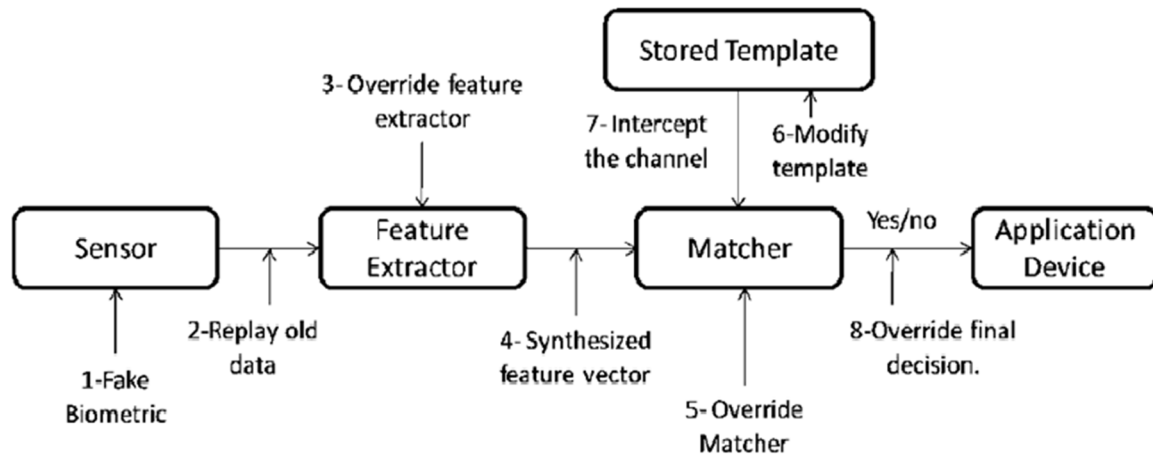 Stored Template
3- Override feature
extractor
7- Intercept
the channel
6-Modify
template
Sensor
Feature
Extractor
Matcher
Yes/no
Application
Device
2-Replay old
data
4- Synthesized
feature vector
8-Override final
decision.
1-Fake
Biometric
5- Override
Matcher